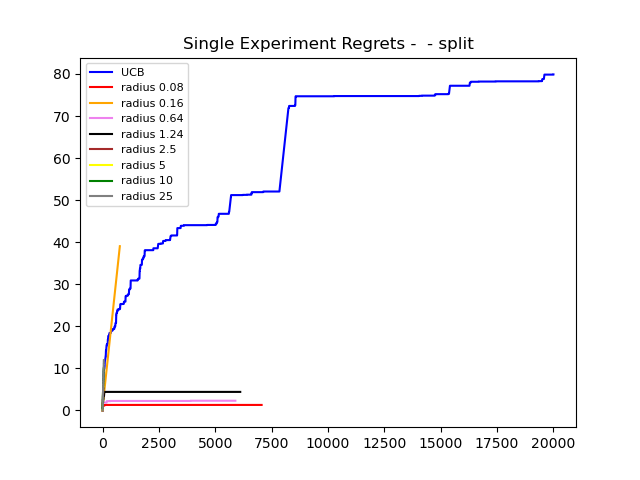 Single Experiment Regrets -  - split
UCB
radius 0.08
radius 0.16
radius 0.64
radius 1.24
radius 2.5
radius 5
radius 10
radius 25
80
70
60
50
40
30
20
10
0
0 2500 5000 7500 10000 12500 15000 17500 20000